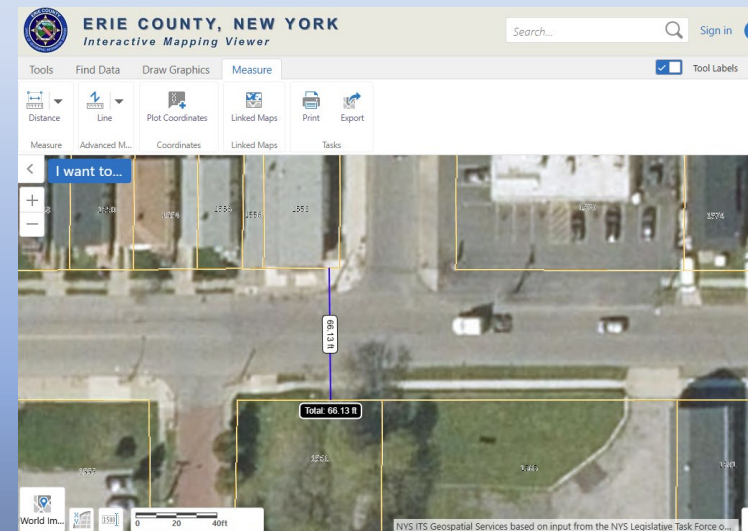 ERIE COUNTY, NEW YORK
Interactive Mapping Viewer
Search...
Sign in
Tools
Find Data
Draw Graphics
Measure
Tool Labels
Distance
Line
Plot Coordinates
Linked Maps
Print
Export
Measure
Advanced M...
Coordinates
Linked Maps
Tasks
I want to...
1574
66.13 ft
Total: 66.13 ft
World Im...
0 20 40ft
NYS ITS Geospatial Services based on input from the NYS Legislative Task Force o...